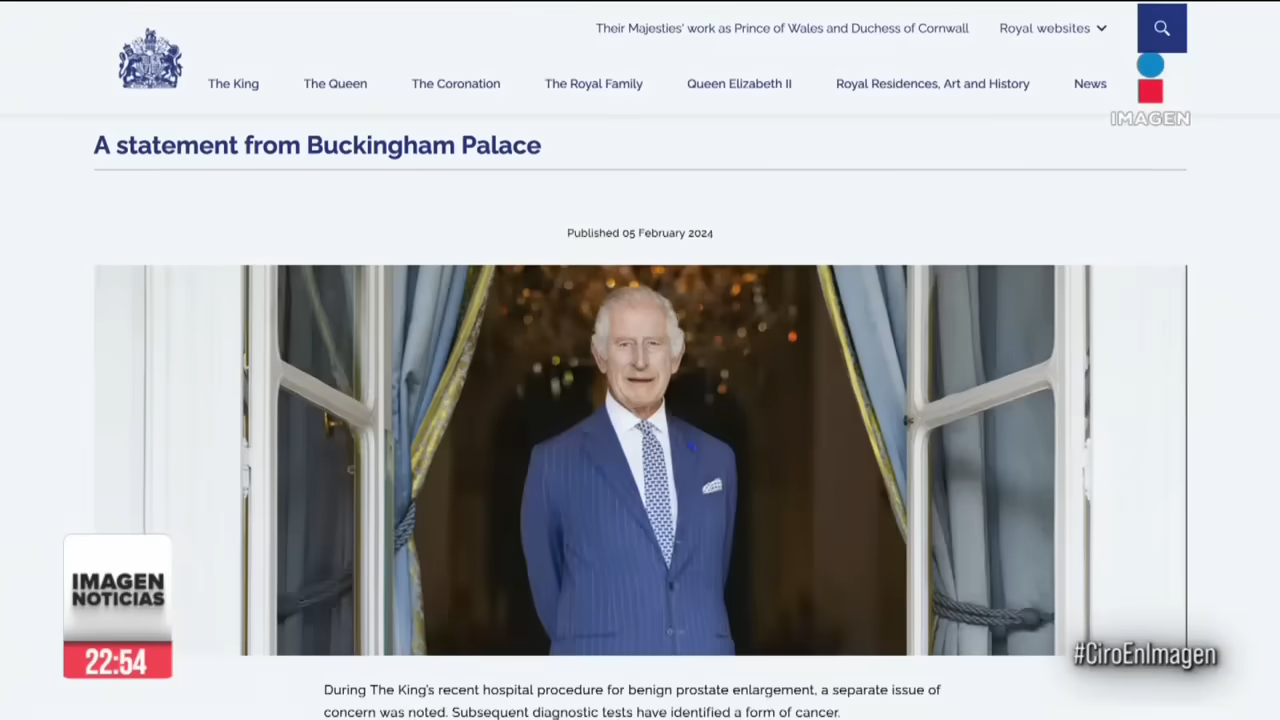 Their Majesties' work as Prince of Wales and Duchess of Cornwall
Royal websites
The King
The Queen
The Coronation
The Royal Family
Queen Elizabeth II
Royal Residences, Art and History
News
IMAGEN
A statement from Buckingham Palace
Published 05 February 2024
IMAGEN
NOTICIAS
22:54
#CiroEnImagen
During The King's recent hospital procedure for benign prostate enlargement, a separate issue of
concern was noted. Subsequent diagnostic tests have identified a form of cancer.